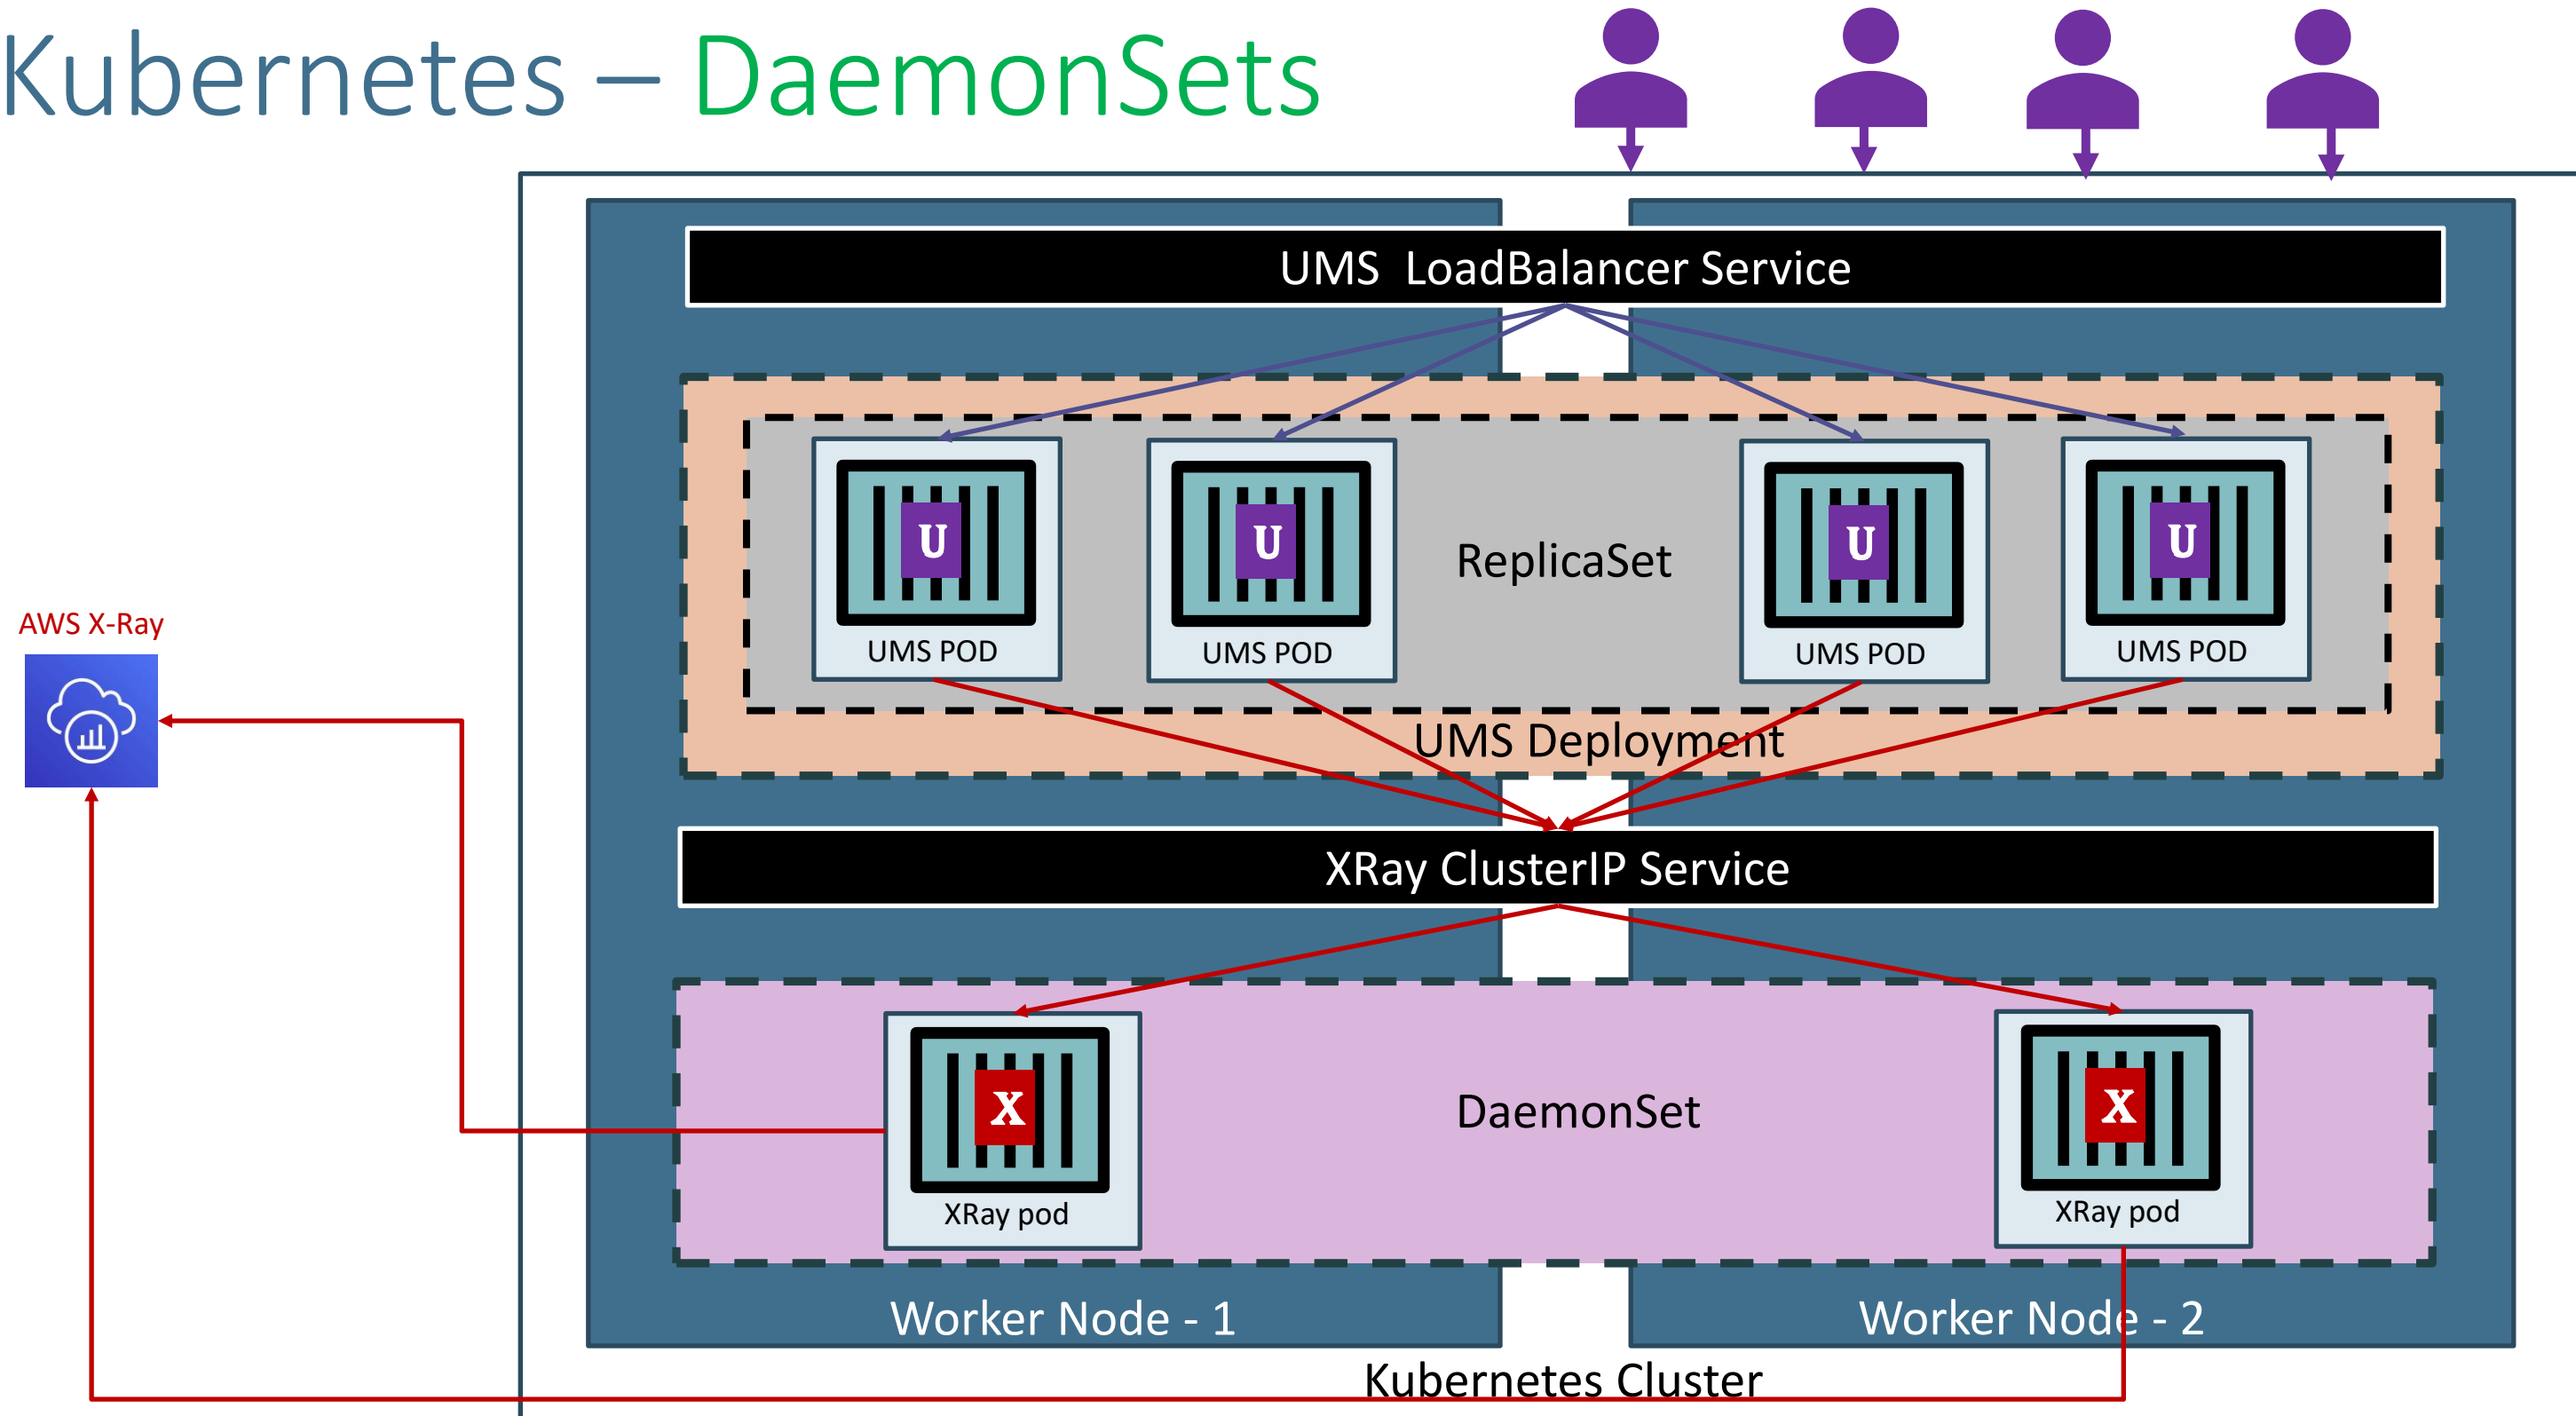 Kubernetes – DaemonSets
UMS LoadBalancer Service
U
U
U
U
ReplicaSet
UMS POD
UMS POD
UMS POD
UMS POD
AWS X-Ray
UMS Deployment
XRay ClusterIP Service
X
X
DaemonSet
XRay pod
XRay pod
Worker Node - 1
Worker Node - 2
Kubernetes Cluster